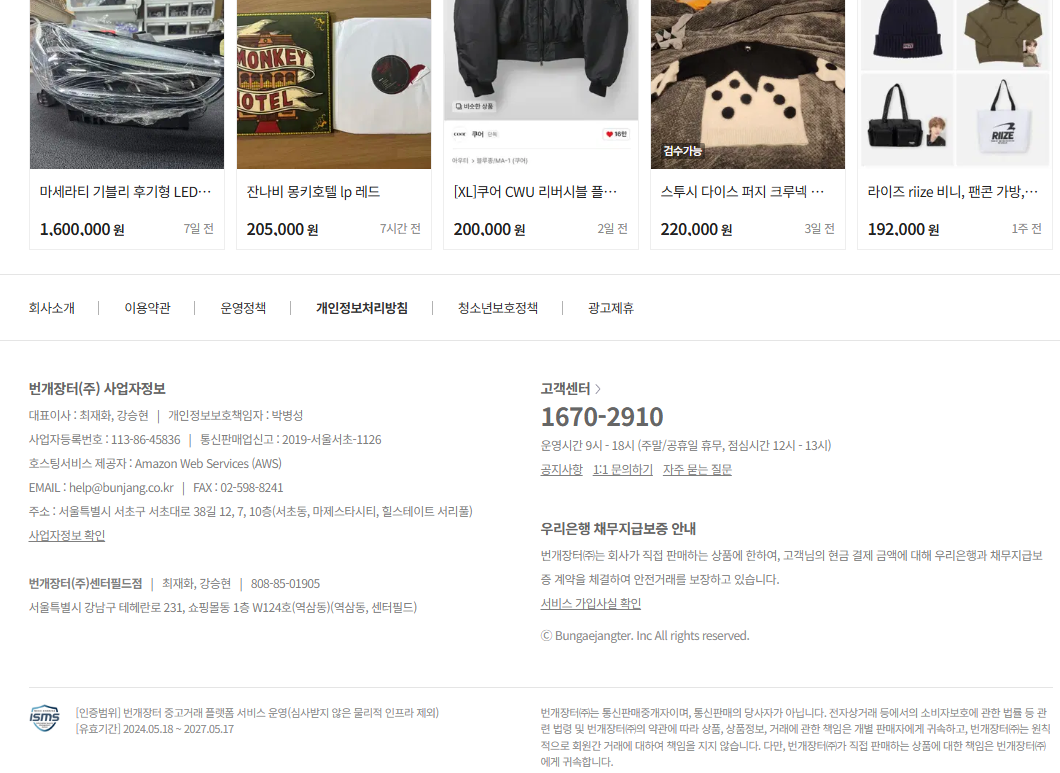 MONKEY
HOTEL
비슷한 상품
쿠어
RIIZE
검수가능
마세라티 기블리 후기형 LED…
잔나비 몽키호텔 lp 레드
[XL]쿠어 CWU 리버시블 플…
스투시 다이스 퍼지 크루넥 …
라이즈 riize 비니, 팬콘 가방,…
1,600,000 원 7일 전
205,000 원 7시간 전
200,000 원 2일 전
220,000 원 3일 전
192,000 원 1주 전
회사소개 | 이용약관 | 운영정책 | 개인정보처리방침 | 청소년보호정책 | 광고제휴
번개장터(주) 사업자정보
대표이사 : 최재화, 강승현 | 개인정보보호책임자 : 박병성
사업자등록번호 : 113-86-45836 | 통신판매업신고 : 2019-서울서초-1126
호스팅서비스 제공자 : Amazon Web Services (AWS)
EMAIL : help@bunjang.co.kr | FAX : 02-598-8241
주소 : 서울특별시 서초구 서초대로 38길 12, 7, 10층(서초동, 마제스타시티, 힐스테이트 서리풀)
사업자정보 확인
번개장터(주)센터필드점 | 최재화, 강승현 | 808-85-01905
서울특별시 강남구 테헤란로 231, 쇼핑몰동 1층 W124호(역삼동)(역삼동, 센터필드)
고객센터 >
1670-2910
운영시간 9시 - 18시 (주말/공휴일 휴무, 점심시간 12시 - 13시)
공지사항 1:1 문의하기 자주 묻는 질문
우리은행 채무지급보증 안내
번개장터㈜는 회사가 직접 판매하는 상품에 한하여, 고객님의 현금 결제 금액에 대해 우리은행과 채무지급보
증 계약을 체결하여 안전거래를 보장하고 있습니다.
서비스 가입사실 확인
ⓒ Bungaejangter. Inc All rights reserved.
ISMS
[인증범위] 번개장터 중고거래 플랫폼 서비스 운영(심사받지 않은 물리적 인프라 제외)
[유효기간] 2024.05.18 ~ 2027.05.17
번개장터㈜는 통신판매중개자이며, 통신판매의 당사자가 아닙니다. 전자상거래 등에서의 소비자보호에 관한 법률 등 관
련 법령 및 번개장터㈜의 약관에 따라 상품, 상품정보, 거래에 관한 책임은 개별 판매자에게 귀속하고, 번개장터㈜는 원칙
적으로 회원간 거래에 대하여 책임을 지지 않습니다. 다만, 번개장터㈜가 직접 판매하는 상품에 대한 책임은 번개장터㈜
에게 귀속합니다.